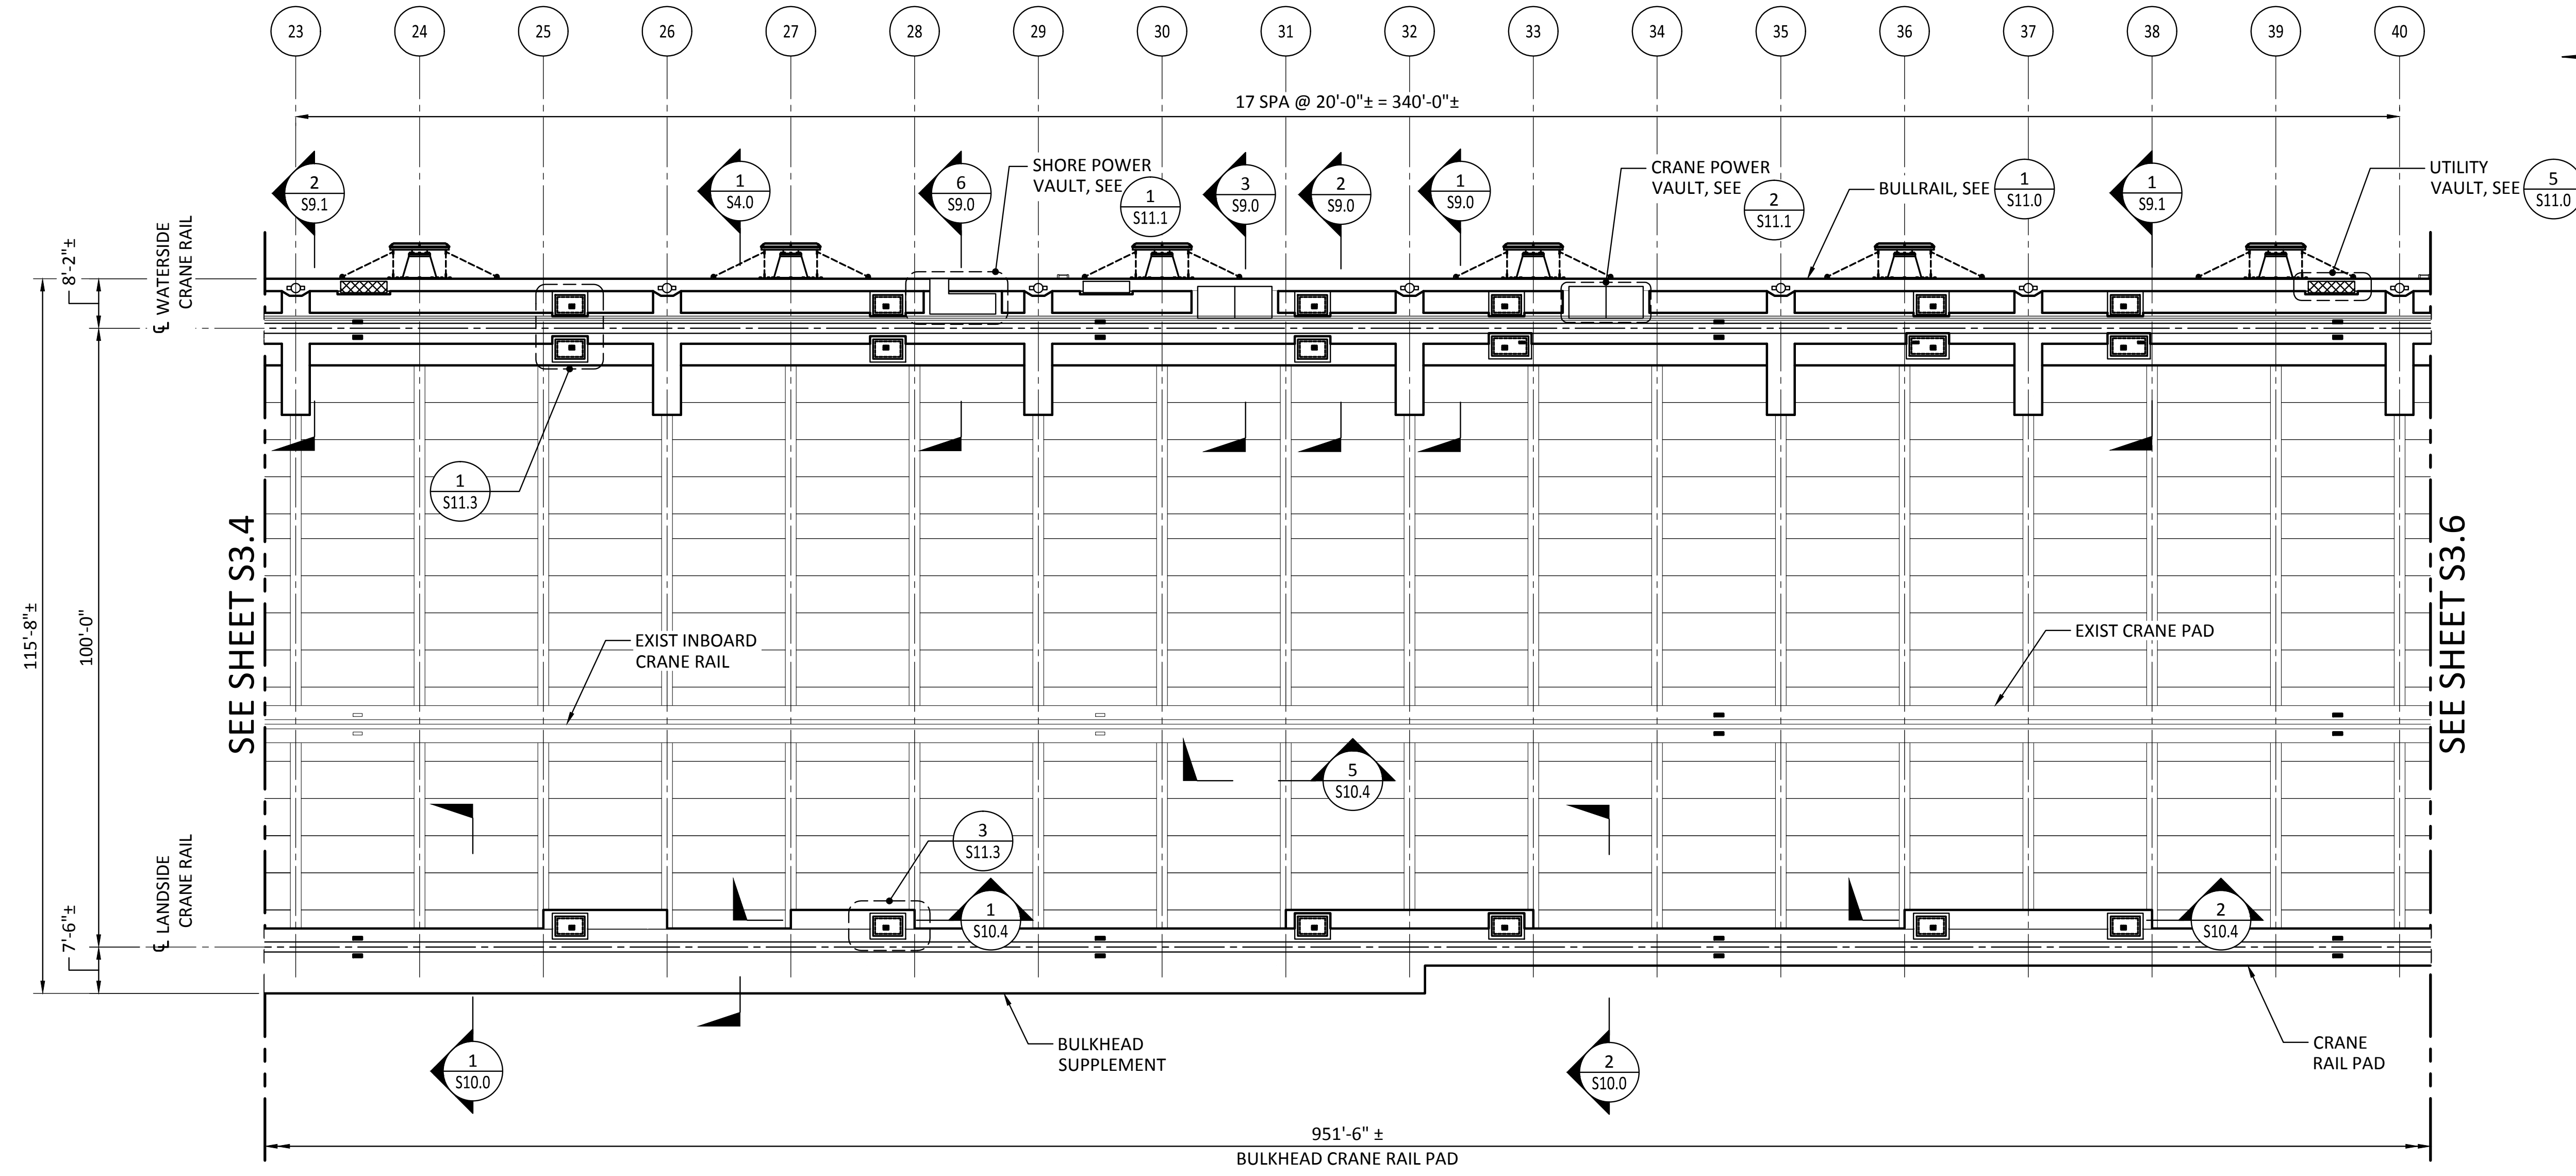 23
24
25
26
27
28
29
30
31
32
33
34
35
36
37
38
39
40
17 SPA @ 20'-0"± = 340'-0"±
2
S9.1
1
S4.0
6
S9.0
SHORE POWER
VAULT, SEE
1
S11.1
3
S9.0
2
S9.0
1
S9.0
CRANE POWER
VAULT, SEE
2
S11.1
BULLRAIL, SEE
1
S11.0
1
S9.1
UTILITY
VAULT, SEE
5
S11.0
8'-2"±
℄ WATERSIDE
CRANE RAIL
1
S11.3
SEE SHEET S3.4
SEE SHEET S3.6
115'-8"±
100'-0"
EXIST INBOARD
CRANE RAIL
EXIST CRANE PAD
5
S10.4
3
S11.3
1
S10.4
2
S10.4
7'-6"±
℄ LANDSIDE
CRANE RAIL
BULKHEAD
SUPPLEMENT
CRANE
RAIL PAD
1
S10.0
2
S10.0
951'-6" ±
BULKHEAD CRANE RAIL PAD